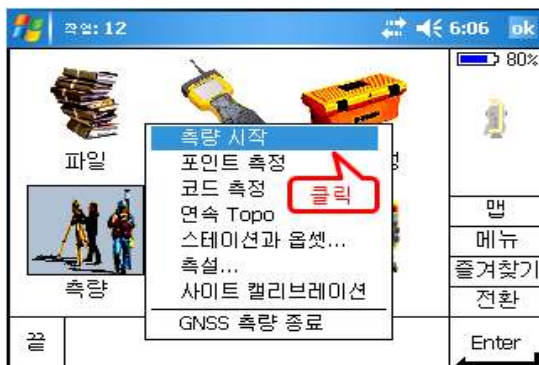 작업: 12
6:06 ok
80%
파일
측량 시작
포인트 측정
코드 측정
클릭
연속 Topo
스테이션과 옵셋...
측설...
사이트 캘리브레이션
GNSS 측량 종료
측량
맵
메뉴
즐겨찾기
전환
끝
Enter